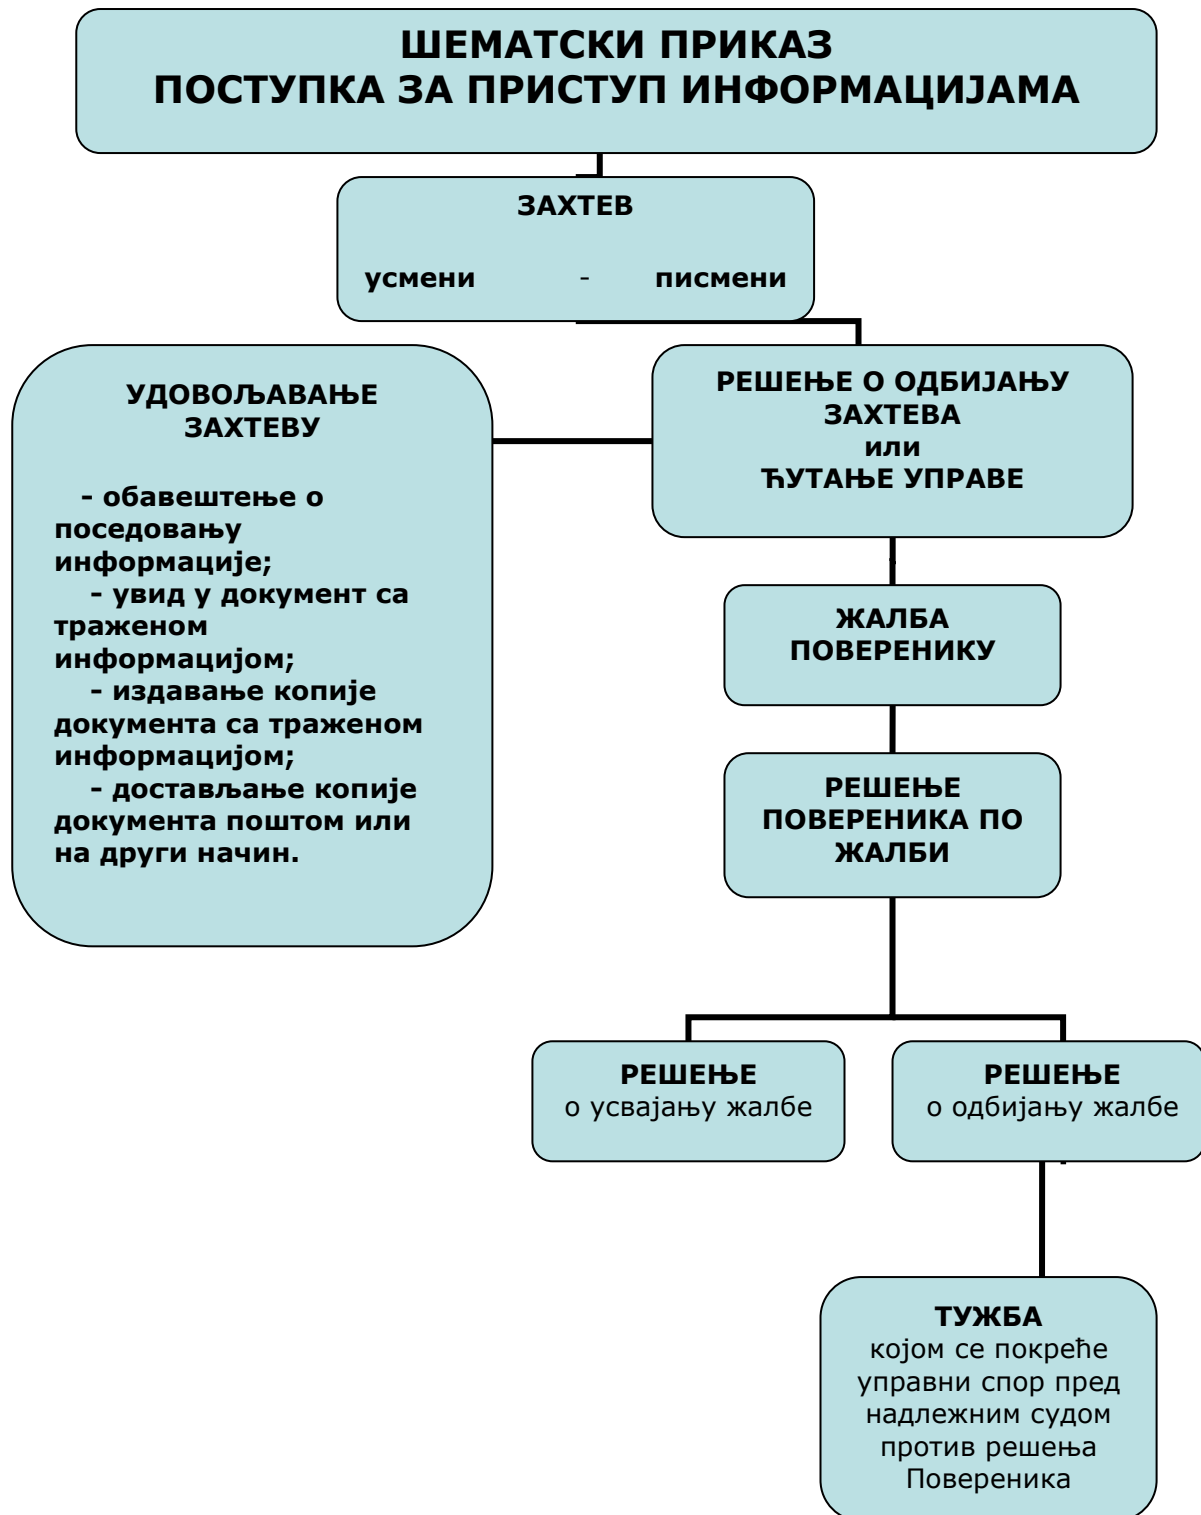 ШЕМАТСКИ ПРИКАЗ
ПОСТУПКА ЗА ПРИСТУП ИНФОРМАЦИЈАМА
ЗАХТЕВ
усмени - писмени
УДОВОЉАВАЊЕ
ЗАХТЕВУ
- обавештење о
поседовању
информације;
- увид у документ са
траженом
информацијом;
- издавање копије
документа са траженом
информацијом;
- достављање копије
документа поштом или
на други начин.
РЕШЕЊЕ О ОДБИЈАЊУ
ЗАХТЕВА
или
ЋУТАЊЕ УПРАВЕ
ЖАЛБА
ПОВЕРЕНИКУ
РЕШЕЊЕ
ПОВЕРЕНИКА ПО
ЖАЛБИ
РЕШЕЊЕ
о усвајању жалбе
РЕШЕЊЕ
о одбијању жалбе
ТУЖБА
којом се покреће
управни спор пред
надлежним судом
против решења
Повереника